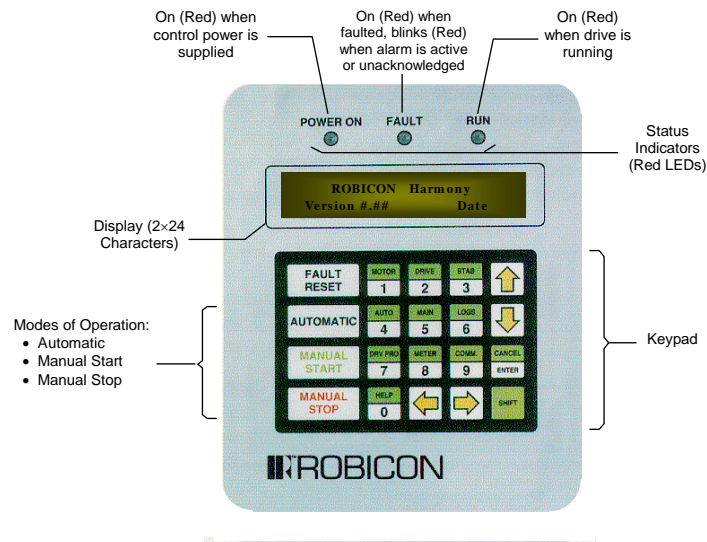 On (Red) when
control power is
supplied
On (Red) when
faulted, blinks (Red)
when alarm is active
or unacknowledged
On (Red)
when drive is
running
POWER ON
FAULT
RUN
Status
Indicators
(Red LEDs)
ROBICON Harmony
Version #.## Date
Display (2×24
Characters)
FAULT
RESET
MOTOR
1
DRIVE
2
STAB
3
AUTOMATIC
AUTO
4
MAIN
5
LOGS
6
MANUAL
START
DRV PRO
7
METER
8
COMM.
9
CANCEL
ENTER
MANUAL
STOP
HELP
0
SHIFT
Modes of Operation:
• Automatic
• Manual Start
• Manual Stop
Keypad
ROBICON